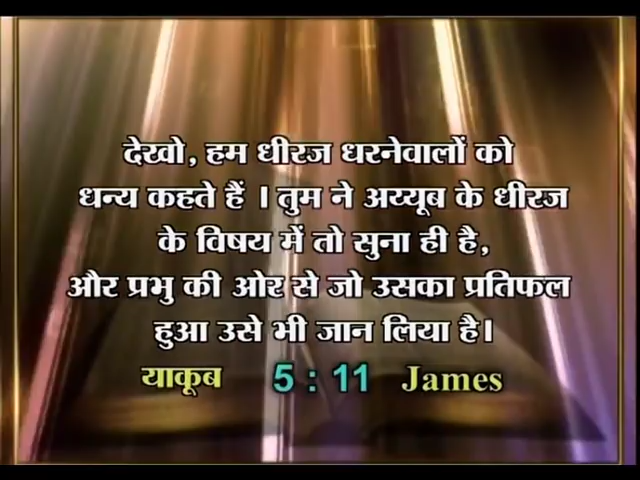 देखो, हम धीरज धरनेवालों को
धन्य कहते हैं । तुम ने अय्यूब के धीरज
के विषय में तो सुना ही है,
और प्रभु की ओर से जो उसका प्रतिफल
हुआ उसे भी जान लिया है।
याकूब 5 : 11 James